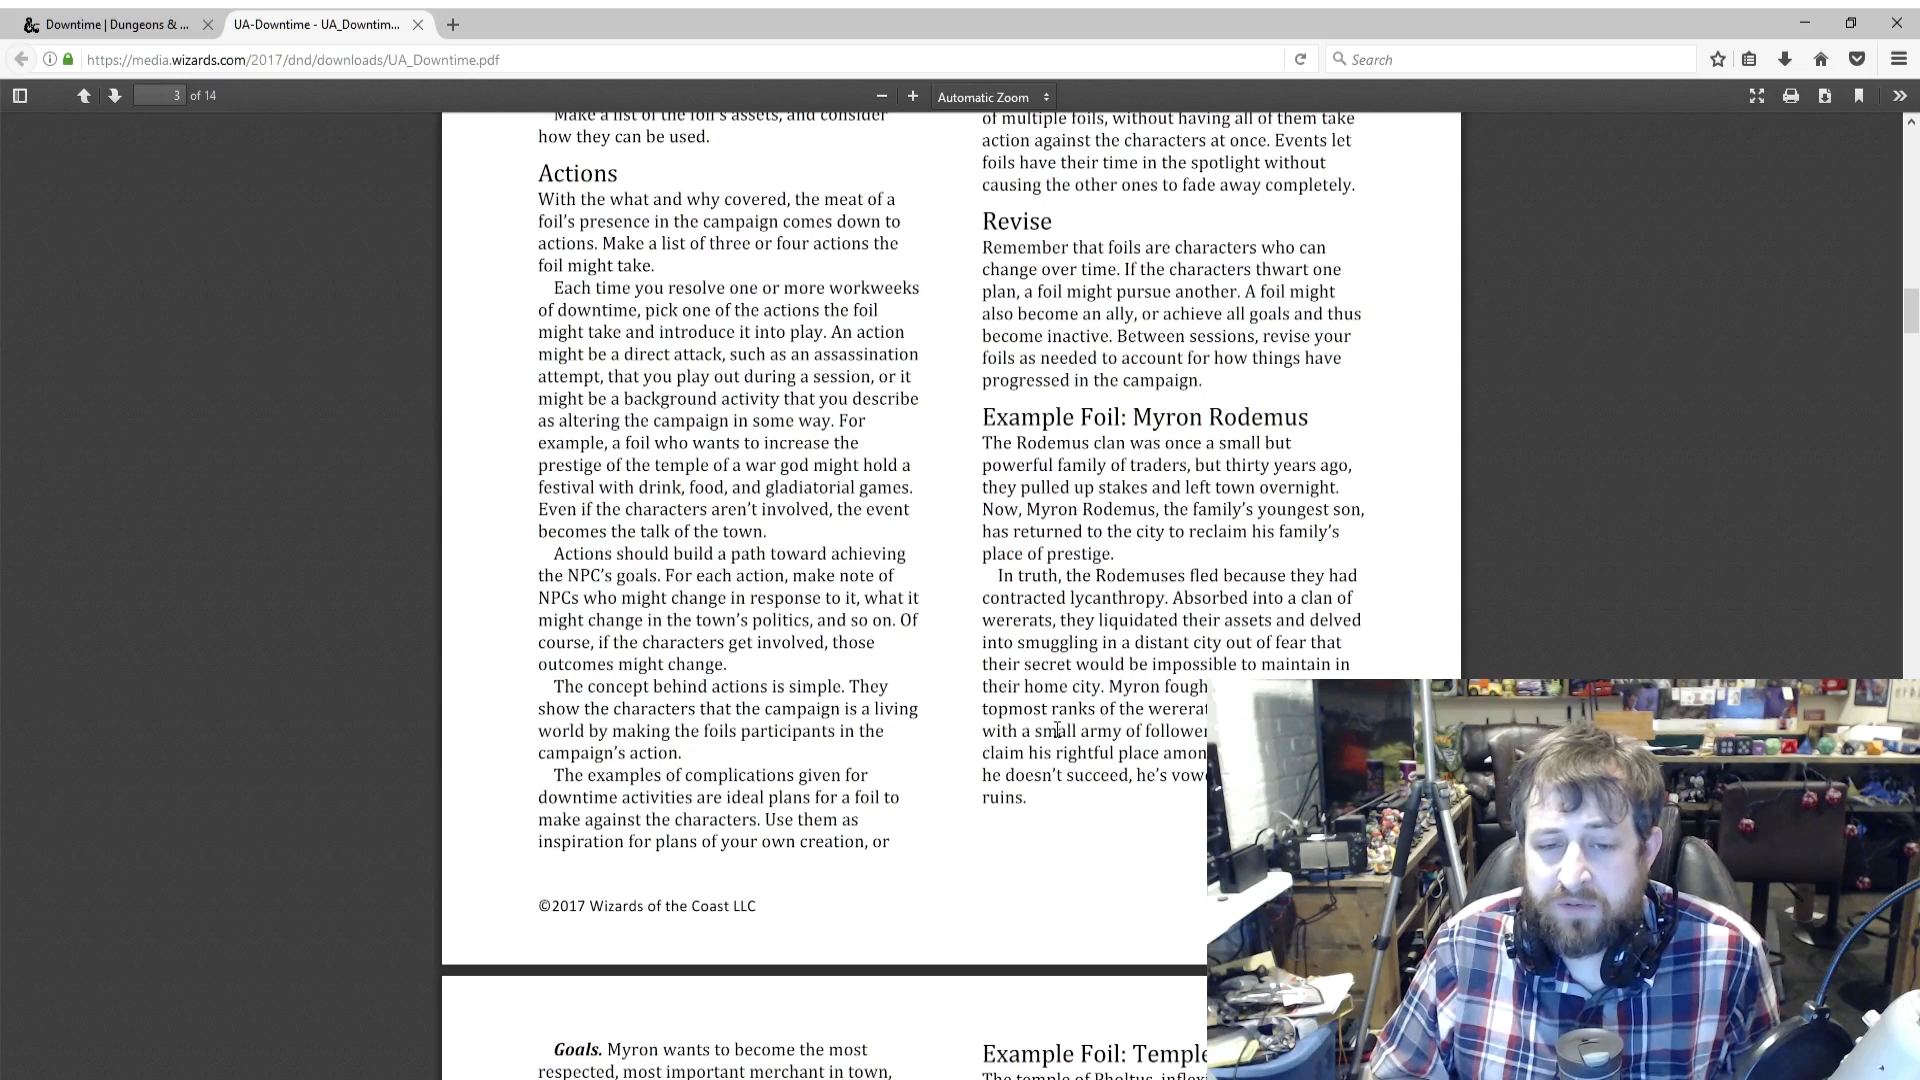 Downtime | Dungeons & ...
UA-Downtime - UA_Downtim...
https://media.wizards.com/2017/dnd/downloads/UA_Downtime.pdf
Search
3 of 14
Automatic Zoom
Make a list of the foil's assets, and consider
how they can be used.
Actions
With the what and why covered, the meat of a
foil's presence in the campaign comes down to
actions. Make a list of three or four actions the
foil might take.
Each time you resolve one or more workweeks
of downtime, pick one of the actions the foil
might take and introduce it into play. An action
might be a direct attack, such as an assassination
attempt, that you play out during a session, or it
might be a background activity that you describe
as altering the campaign in some way. For
example, a foil who wants to increase the
prestige of the temple of a war god might hold a
festival with drink, food, and gladiatorial games.
Even if the characters aren't involved, the event
becomes the talk of the town.
Actions should build a path toward achieving
the NPC's goals. For each action, make note of
NPCs who might change in response to it, what it
might change in the town's politics, and so on. Of
course, if the characters get involved, those
outcomes might change.
The concept behind actions is simple. They
show the characters that the campaign is a living
world by making the foils participants in the
campaign's action.
The examples of complications given for
downtime activities are ideal plans for a foil to
make against the characters. Use them as
inspiration for plans of your own creation, or
©2017 Wizards of the Coast LLC
of multiple foils, without having all of them take
action against the characters at once. Events let
foils have their time in the spotlight without
causing the other ones to fade away completely.
Revise
Remember that foils are characters who can
change over time. If the characters thwart one
plan, a foil might pursue another. A foil might
also become an ally, or achieve all goals and thus
become inactive. Between sessions, revise your
foils as needed to account for how things have
progressed in the campaign.
Example Foil: Myron Rodemus
The Rodemus clan was once a small but
powerful family of traders, but thirty years ago,
they pulled up stakes and left town overnight.
Now, Myron Rodemus, the family's youngest son,
has returned to the city to reclaim his family's
place of prestige.
In truth, the Rodemuses fled because they had
contracted lycanthropy. Absorbed into a clan of
wererats, they liquidated their assets and delved
into smuggling in a distant city out of fear that
their secret would be impossible to maintain in
their home city. Myron fough
topmost ranks of the wererat
with a small army of follower
claim his rightful place amon
he doesn't succeed, he's vow
ruins.
Goals. Myron wants to become the most
respected, most important merchant in town,
Example Foil: Temple
The temple of Pholtus, inflexi